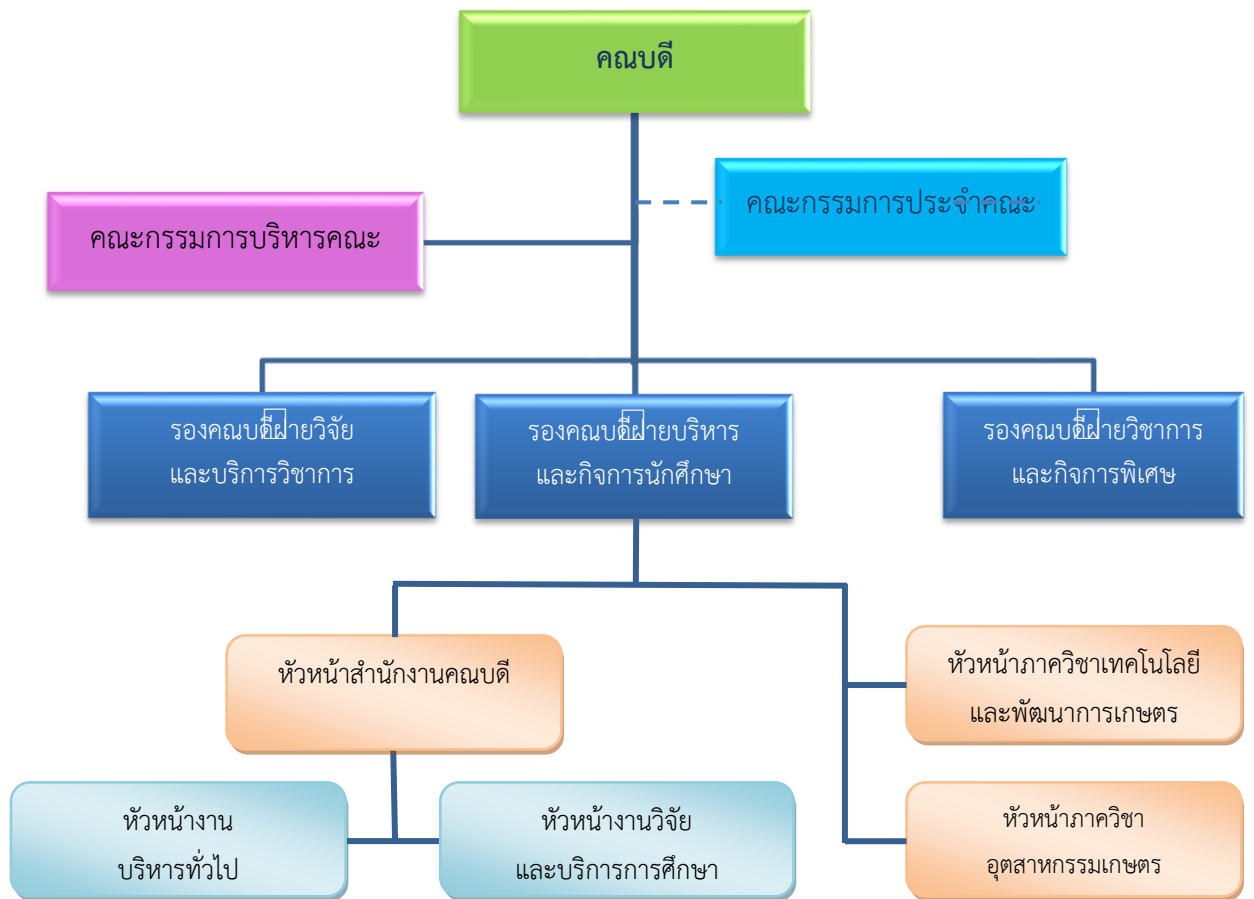 คณบดี
คณะกรรมการประจำคณะ
คณะกรรมการบริหารคณะ
รองคณบดีฝ่ายวิจัย
และบริการวิชาการ
รองคณบดีฝ่ายบริหาร
และกิจการนักศึกษา
รองคณบดีฝ่ายวิชาการ
และกิจการพิเศษ
หัวหน้าสำนักงานคณบดี
หัวหน้าภาควิชาเทคโนโลยี
และพัฒนาการเกษตร
หัวหน้างาน
บริหารทั่วไป
หัวหน้างานวิจัย
และบริการการศึกษา
หัวหน้าภาควิชา
อุตสาหกรรมเกษตร